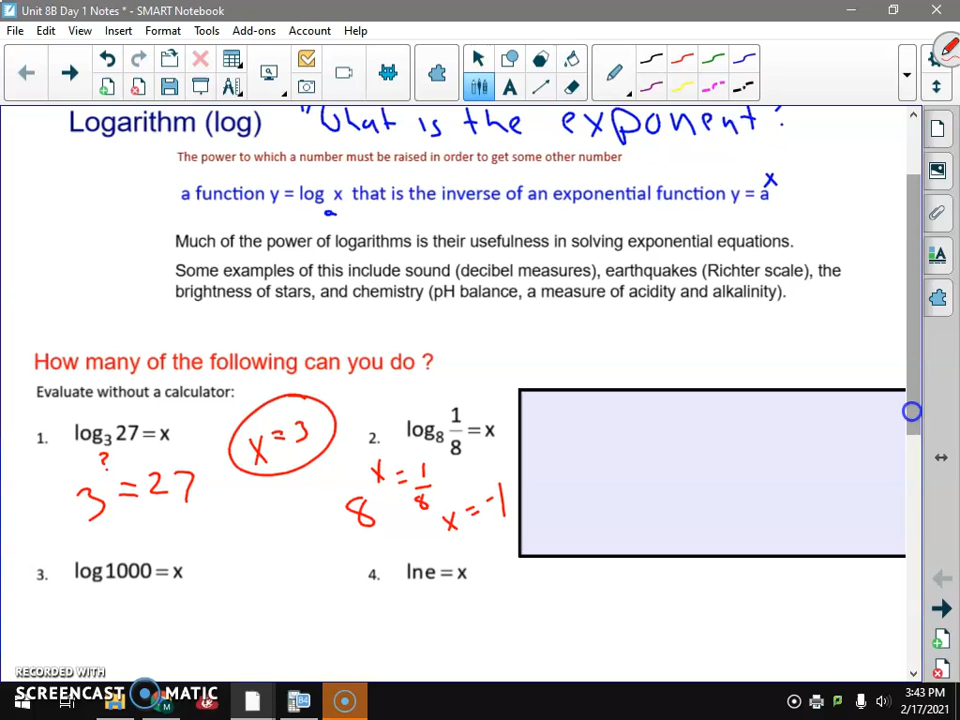 Unit 8B Day 1 Notes * - SMART Notebook
File Edit View Insert Format Tools Add-ons Account Help
Logarithm (log) "What is the exponent?
The power to which a number must be raised in order to get some other number
a function y = log x that is the inverse of an exponential function y = a x
a
Much of the power of logarithms is their usefulness in solving exponential equations.
Some examples of this include sound (decibel measures), earthquakes (Richter scale), the
brightness of stars, and chemistry (pH balance, a measure of acidity and alkalinity).
How many of the following can you do ?
Evaluate without a calculator:
1. log₃ 27 = x
3 ? = 27
x = 3
2. log₈ 1/8 = x
8 x = 1/8
x = -1
3. log 1000 = x
4. lne = x
RECORDED WITH
SCREENCAST MATIC
84
3:43 PM
2/17/2021